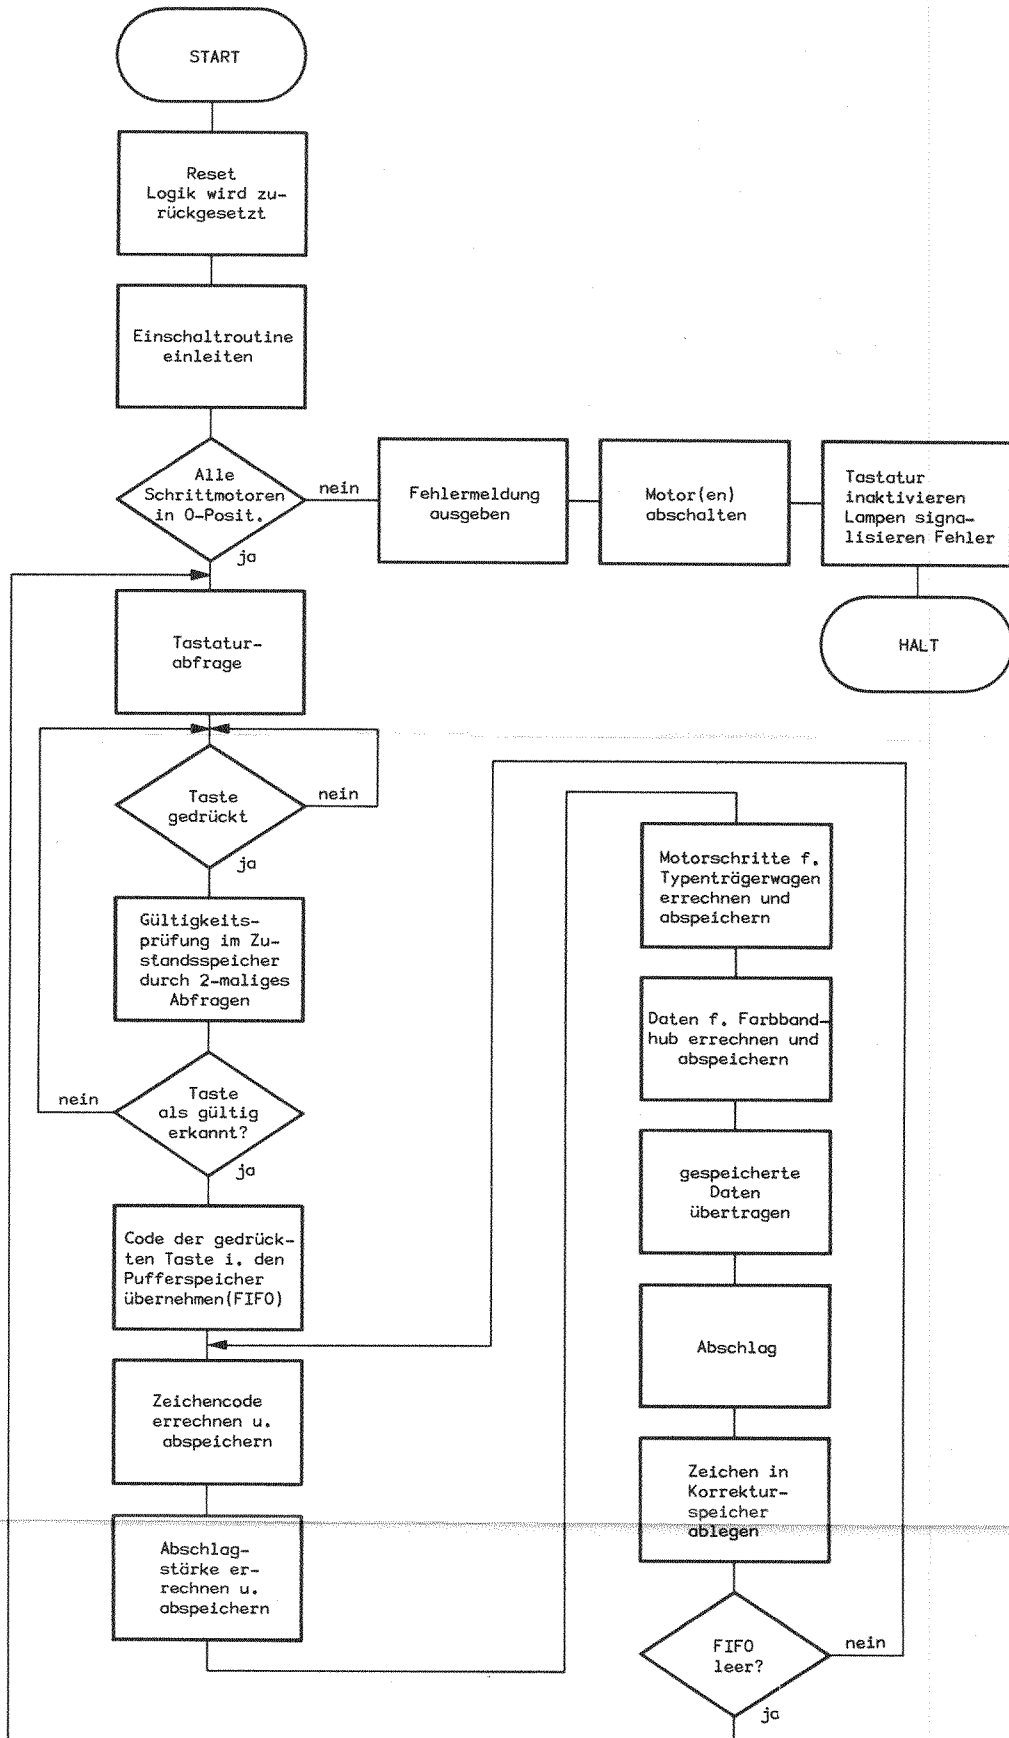 START
Reset
Logik wird zu-
rückgesetzt
Einschaltroutine
einleiten
Alle
Schrittmotoren
in O-Posit.
nein
ja
Fehlermeldung
ausgeben
Motor(en)
abschalten
Tastatur
inaktivieren
Lampen signa-
lisieren Fehler
HALT
Tastatur-
abfrage
Taste
gedrückt
nein
ja
Gültigkeits-
prüfung im Zu-
standsspeicher
durch 2-maliges
Abfragen
Taste
als gültig
erkannt?
nein
ja
Code der gedrück-
ten Taste i. den
Pufferspeicher
übernehmen(FIFO)
Zeichencode
errechnen u.
abspeichern
Abschlag-
stärke er-
rechnen u.
abspeichern
Motorschritte f.
Typenträgerwagen
errechnen und
abspeichern
Daten f. Farbband-
hub errechnen und
abspeichern
gespeicherte
Daten
übertragen
Abschlag
Zeichen in
Korrektur-
speicher
ablegen
FIFO
leer?
nein
ja